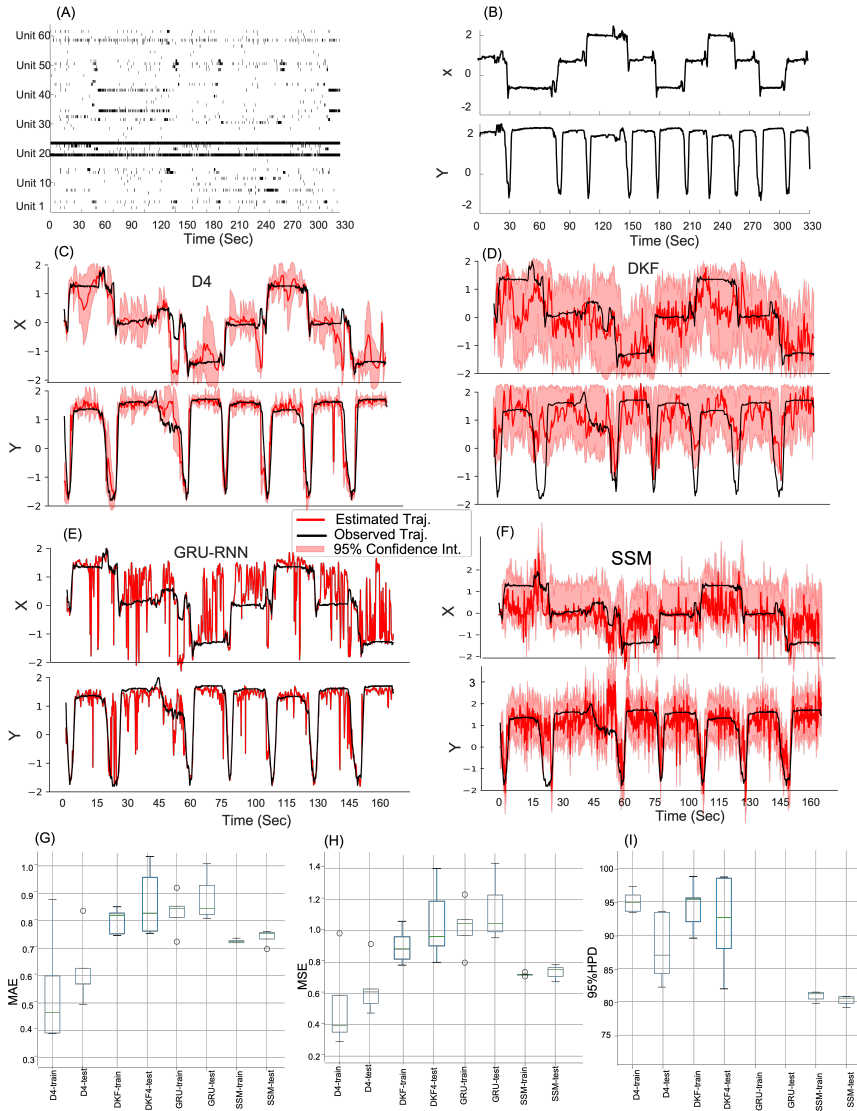 (A)
Unit 60
Unit 50
Unit 40
Unit 30
Unit 20
Unit 10
Unit 1
0 30 60 90 120 150 180 210 240 270 300 330
Time (Sec)
(B)
2
0
-2
X
2
0
-2
Y
0 30 60 90 120 150 180 210 240 270 300 330
Time (Sec)
(C)
D4
2
1
0
−1
−2
X
2
1
0
−1
−2
Y
(D)
DKF
2
1
0
−1
−2
X
2
1
0
−1
−2
Y
Estimated Traj.
Observed Traj.
95% Confidence Int.
(E)
GRU-RNN
2
1
0
−1
−2
X
2
1
0
−1
−2
Y
0 15 30 45 60 75 90 100 115 130 145 160
Time (Sec)
(F)
SSM
3
2
1
0
−1
−2
X
3
2
1
0
−1
−2
Y
0 15 30 45 60 75 90 100 115 130 145 160
Time (Sec)
(G)
1.0
0.9
0.8
0.7
0.6
0.5
0.4
0.3
MAE
D4-train
D4-test
DKF-train
DKF4-test
GRU-train
GRU-test
SSM-train
SSM-test
(H)
1.4
1.2
1.0
0.8
0.6
0.4
0.2
MSE
D4-train
D4-test
DKF-train
DKF4-test
GRU-train
GRU-test
SSM-train
SSM-test
(I)
100
95
90
85
80
75
95%HPD
D4-train
D4-test
DKF-train
DKF4-test
GRU-train
GRU-test
SSM-train
SSM-test